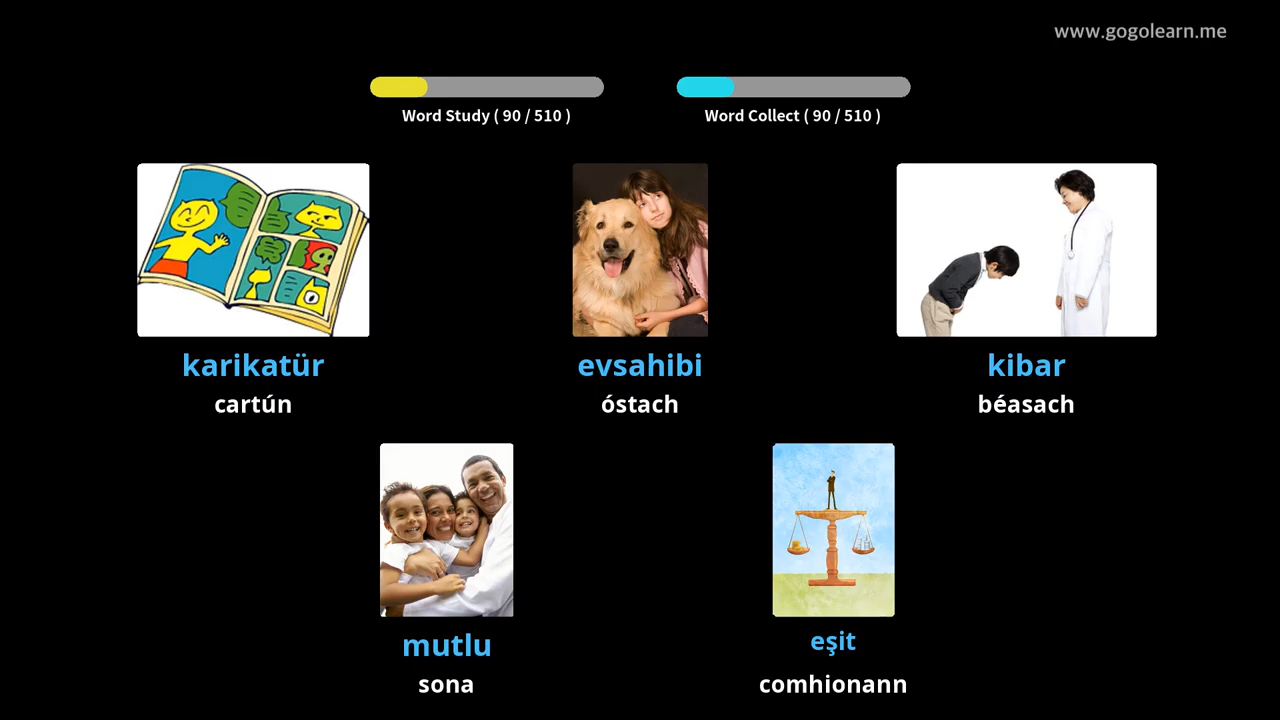 www.gogolearn.me
Word Study ( 90 / 510 )
Word Collect ( 90 / 510 )
karikatür
cartún
evsahibi
óstach
kibar
béasach
mutlu
sona
eşit
comhionann